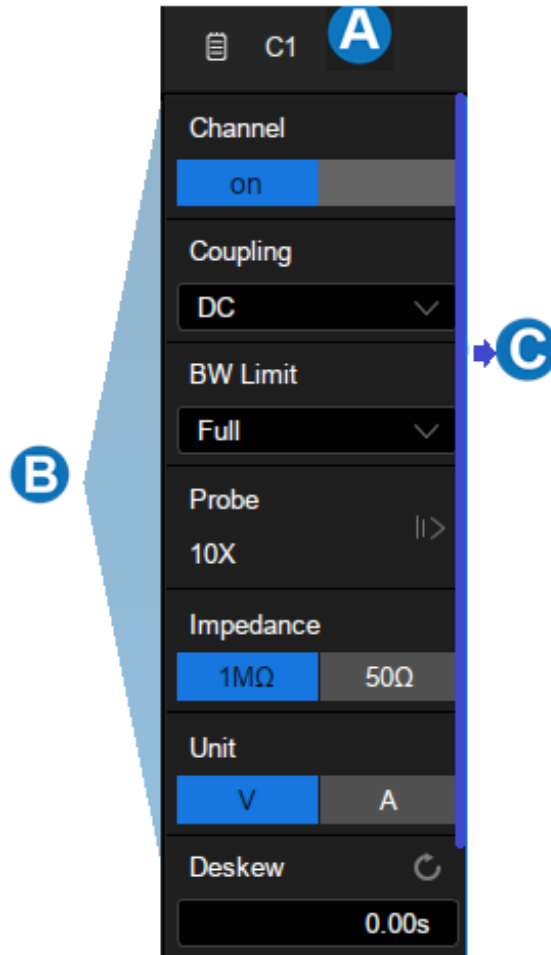 C1 A
Channel
on
Coupling
DC
C
BW Limit
Full
B
Probe
10X
Impedance
1MΩ 50Ω
Unit
V A
Deskew
0.00s